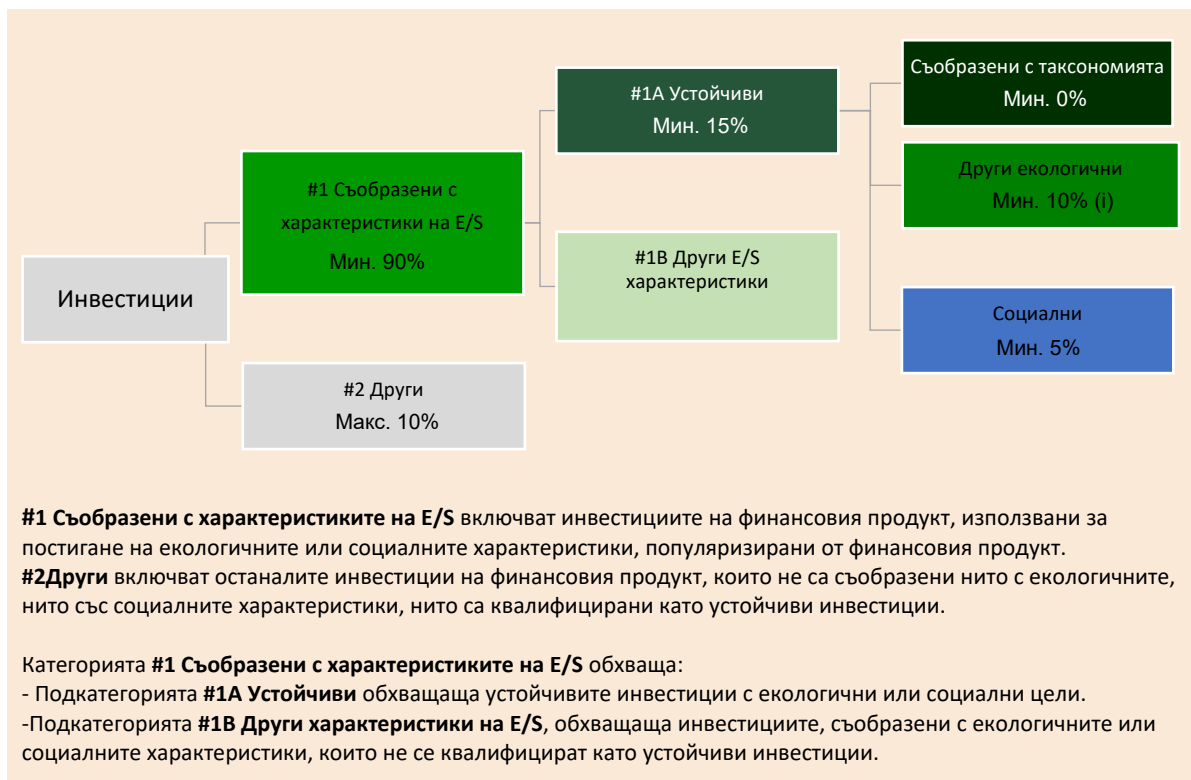 Съобразени с таксономията
Мин. 0%
#1A Устойчиви
Мин. 15%
Други екологични
Мин. 10% (i)
#1 Съобразени с
характеристики на E/S
Мин. 90%
#1B Други E/S
характеристики
Инвестиции
Социални
Мин. 5%
#2 Други
Макс. 10%
#1 Съобразени с характеристиките на E/S включват инвестициите на финансовия продукт, използвани за
постигане на екологичните или социалните характеристики, популяризирани от финансовия продукт.
#2Други включват останалите инвестиции на финансовия продукт, които не са съобразени нито с екологичните,
нито със социалните характеристики, нито са квалифицирани като устойчиви инвестиции.
Категорията #1 Съобразени с характеристиките на E/S обхваща:
- Подкатегорията #1A Устойчиви обхващаща устойчивите инвестиции с екологични или социални цели.
-Подкатегорията #1B Други характеристики на E/S, обхващаща инвестициите, съобразени с екологичните или
социалните характеристики, които не се квалифицират като устойчиви инвестиции.